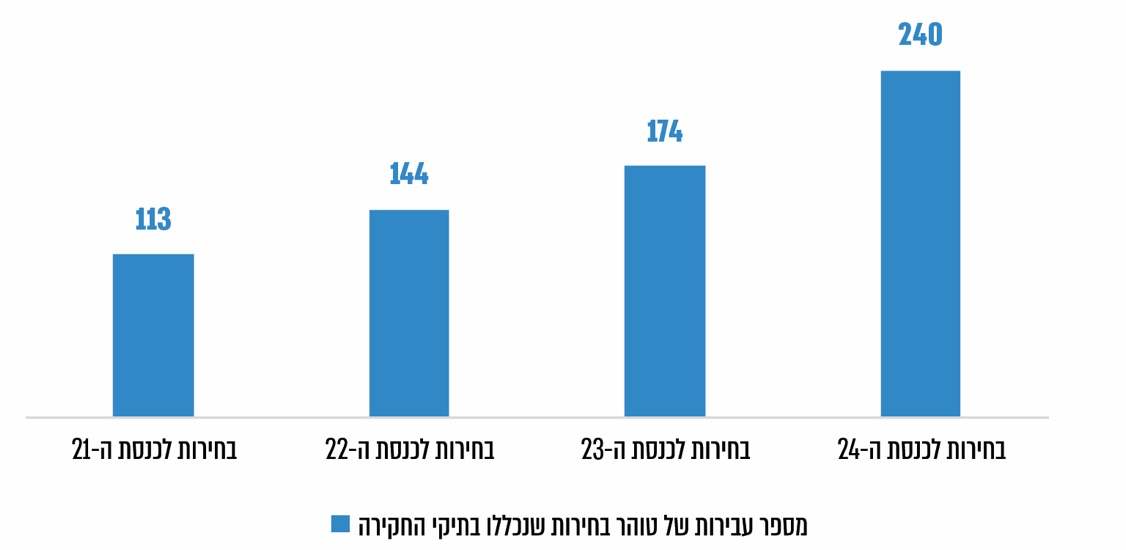 240
174
144
113
בחירות לכנסת ה-21
בחירות לכנסת ה-22
בחירות לכנסת ה-23
בחירות לכנסת ה-24
מספר עבירות של טוהר בחירות שנכללו בתיקי החקירה